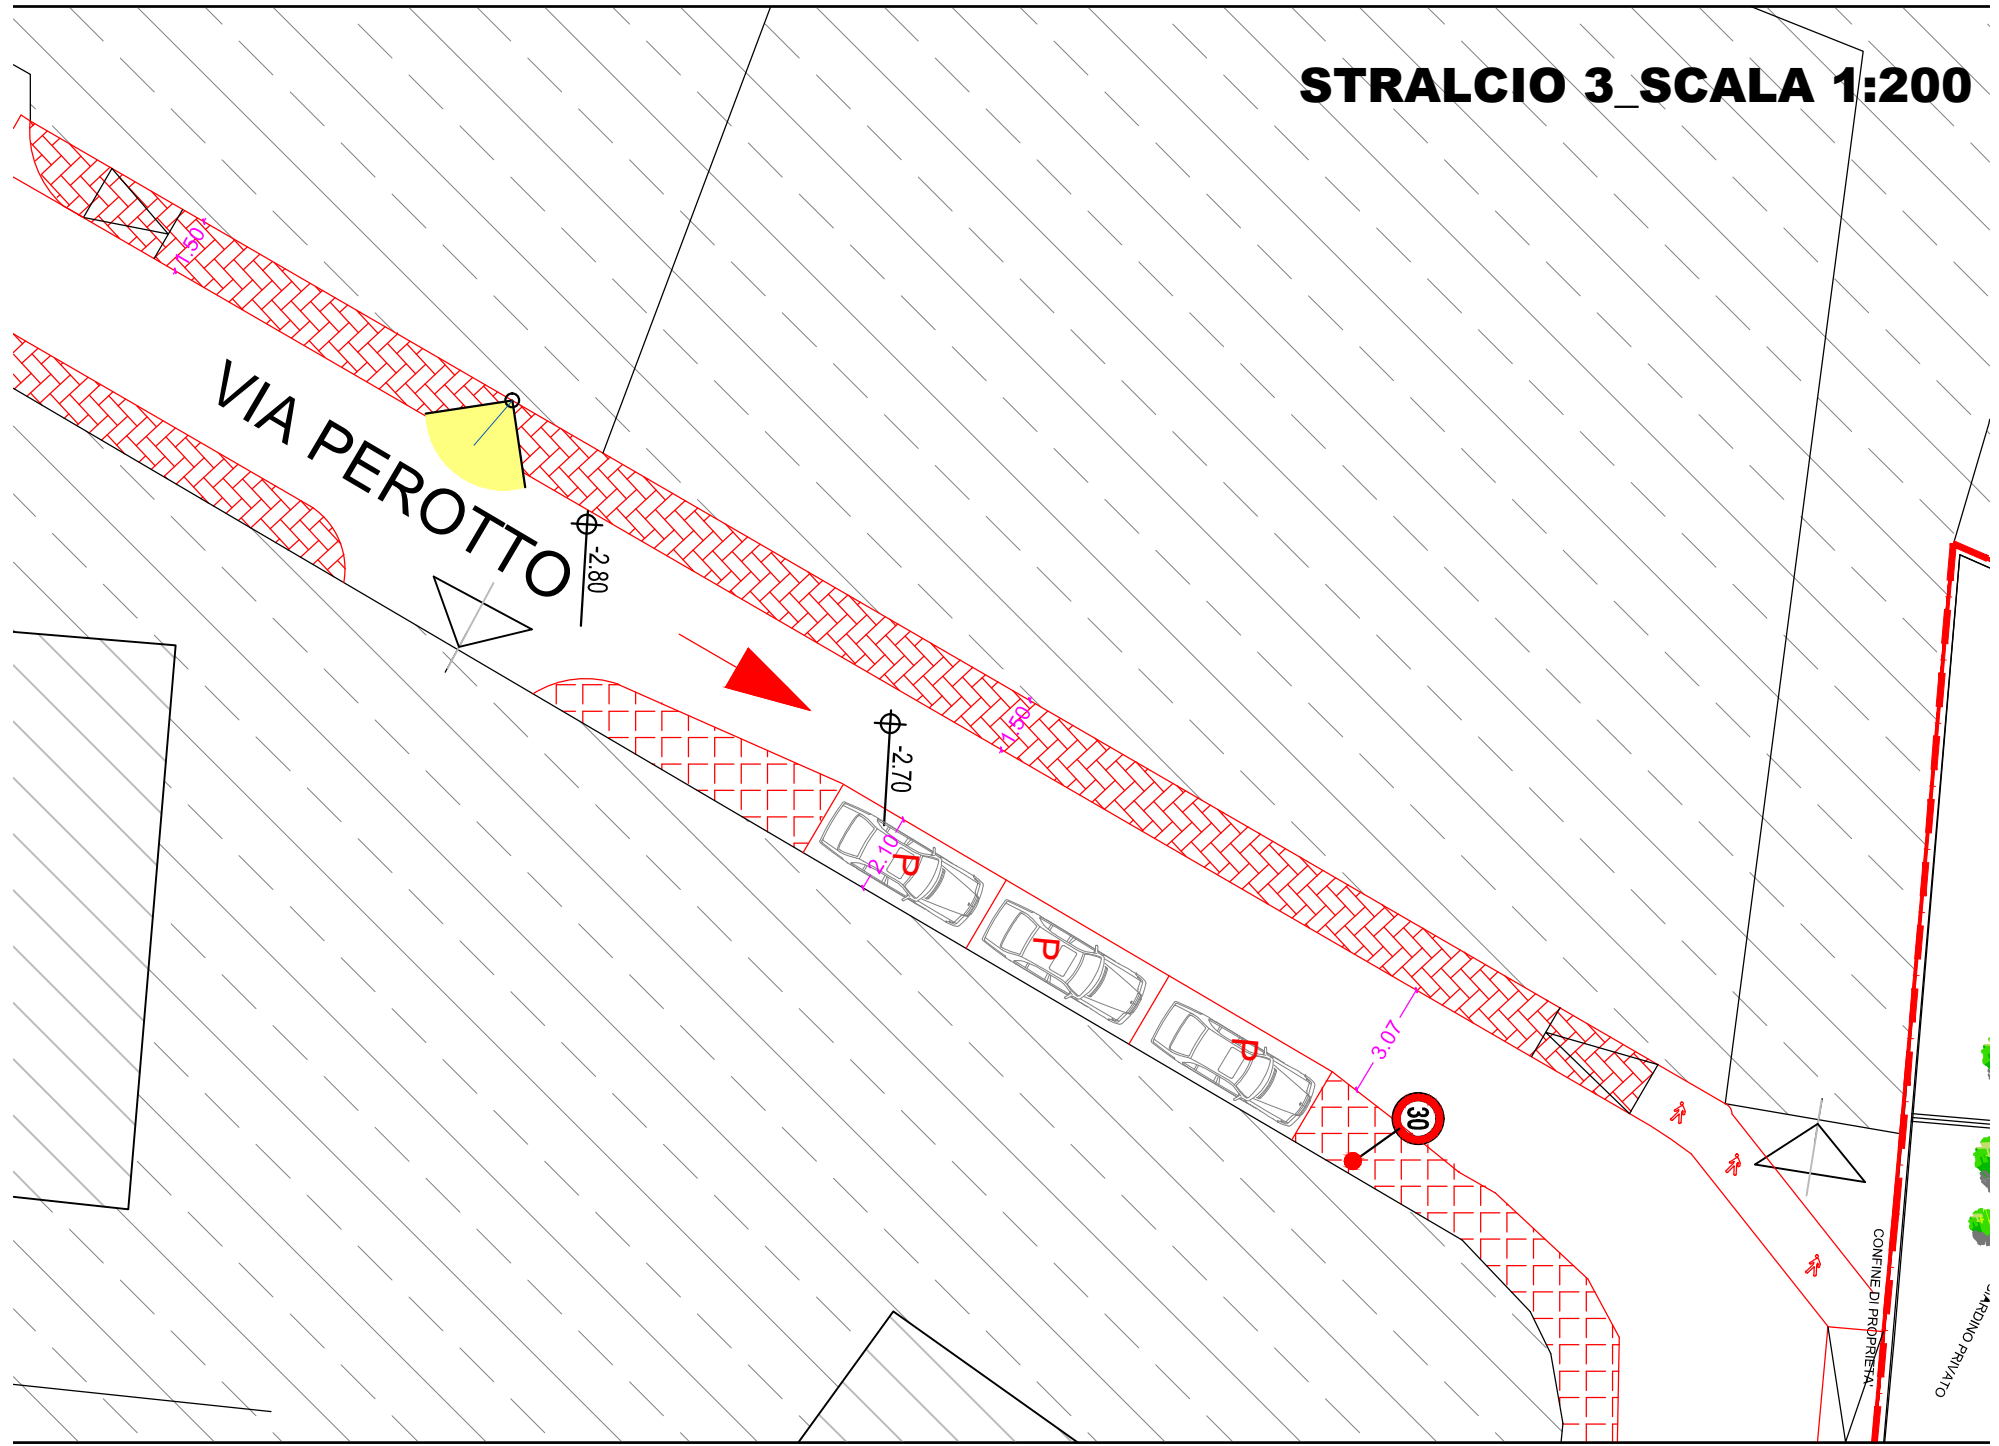 STRALCIO 3_SCALA 1:200
1.50
VIA PEROTTO
-2.80
1.50
-2.70
2.10
P
P
P
3.07
30
CONFINE DI PROPRIETA'
GIARDINO PRIVATO